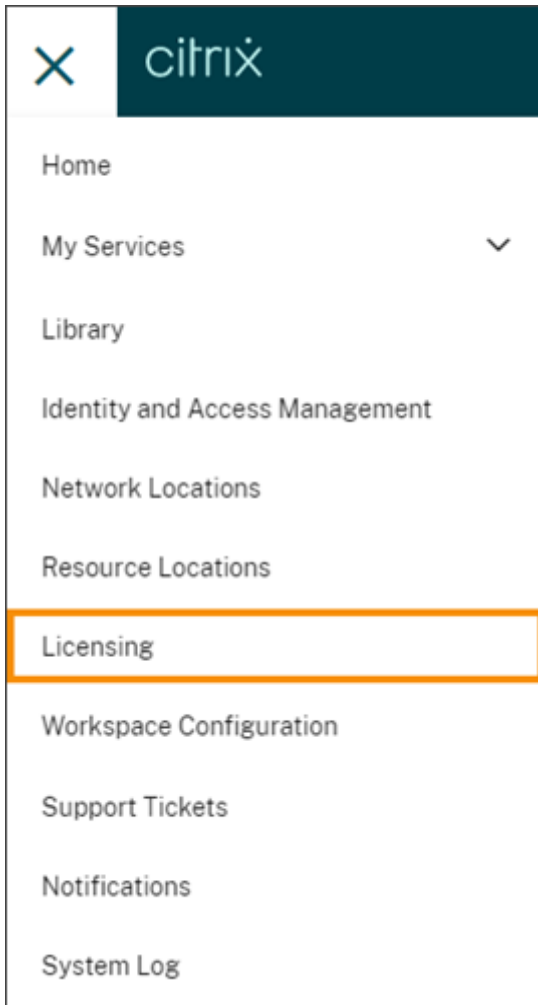 citrix
Home
My Services
Library
Identity and Access Management
Network Locations
Resource Locations
Licensing
Workspace Configuration
Support Tickets
Notifications
System Log